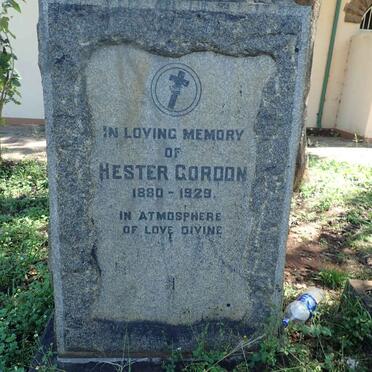 IN LOVING MEMORY
OF
HESTER GORDON
1880 - 1929.
IN ATMOSPHERE
OF LOVE DIVINE